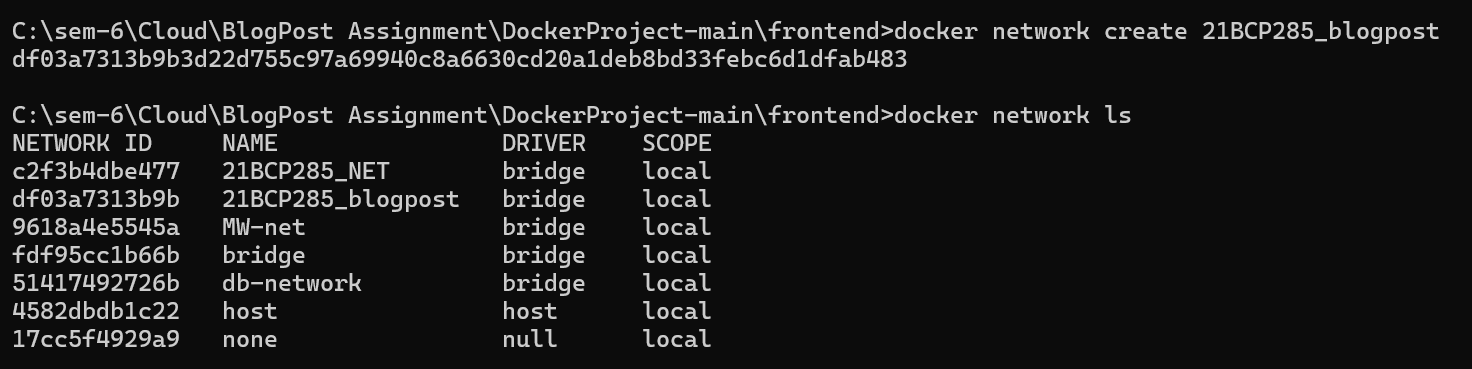 C:\sem-6\Cloud\BlogPost Assignment\DockerProject-main\frontend>docker network create 21BCP285_blogpost
df03a7313b9b3d22d755c97a69940c8a6630cd20a1deb8bd33febc6d1dfab483
C:\sem-6\Cloud\BlogPost Assignment\DockerProject-main\frontend>docker network ls
NETWORK ID     NAME                DRIVER    SCOPE
c2f3b4dbe477   21BCP285_NET        bridge    local
df03a7313b9b   21BCP285_blogpost   bridge    local
9618a4e5545a   MW-net              bridge    local
fdf95cc1b66b   bridge              bridge    local
51417492726b   db-network          bridge    local
4582dbdb1c22   host                host      local
17cc5f4929a9   none                null      local